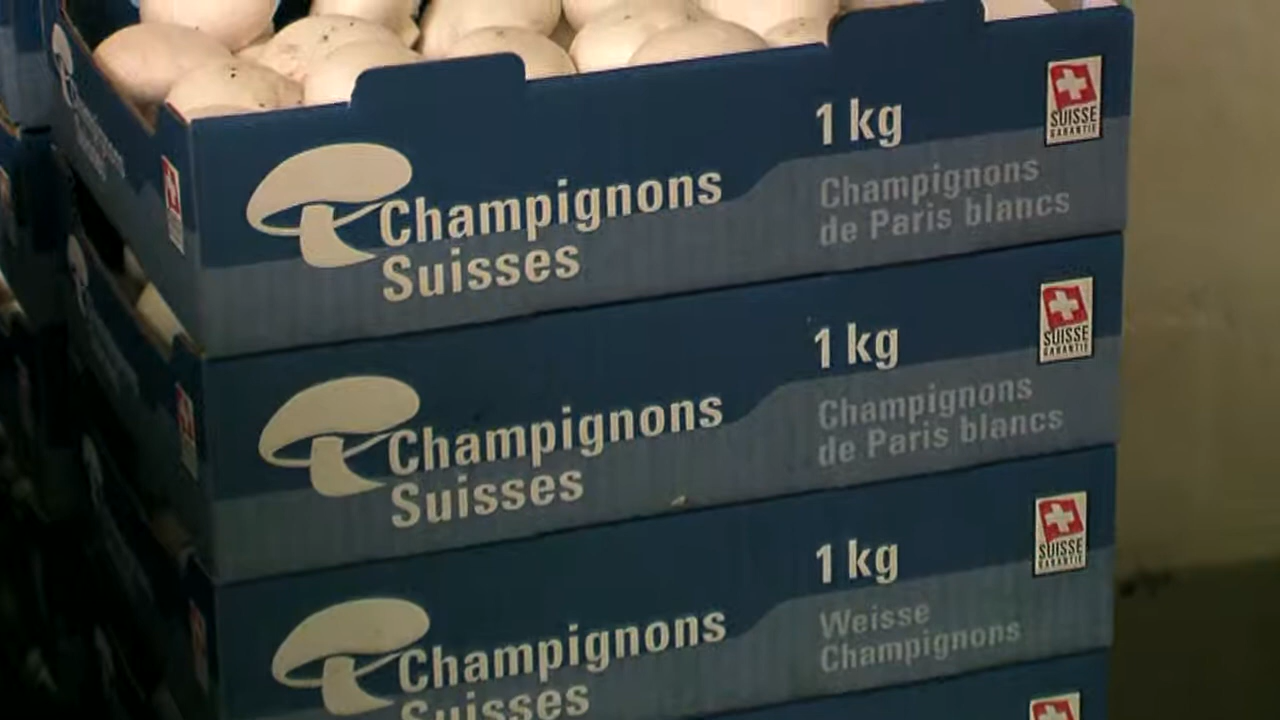 1 kg
SUISSE
GARANTIE
Champignons
Suisses
Champignons
de Paris blancs
1 kg
SUISSE
GARANTIE
Champignons
Suisses
Champignons
de Paris blancs
1 kg
SUISSE
GARANTIE
Champignons
Suisses
Weisse
Champignons